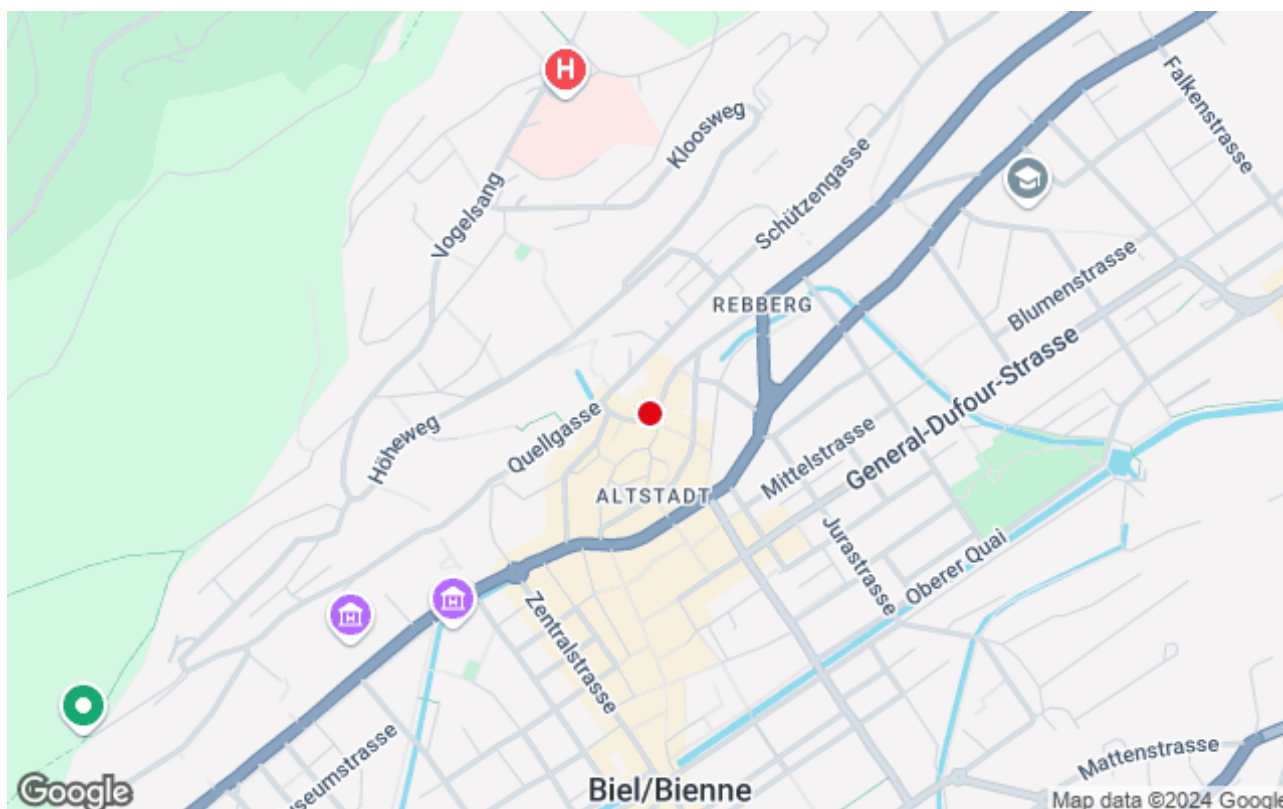 H
Falkenstrasse
Kloosweg
Schützengasse
Vogelsang
Blumenstrasse
REBBERG
General-Dufour-Strasse
Höheweg
Quellgasse
Mittelstrasse
ALTSTADT
Jurastrasse
Oberer Quai
Zentralstrasse
useumstrasse
Mattenstrasse
Biel/Bienne
Google
Map data ©2024 Google